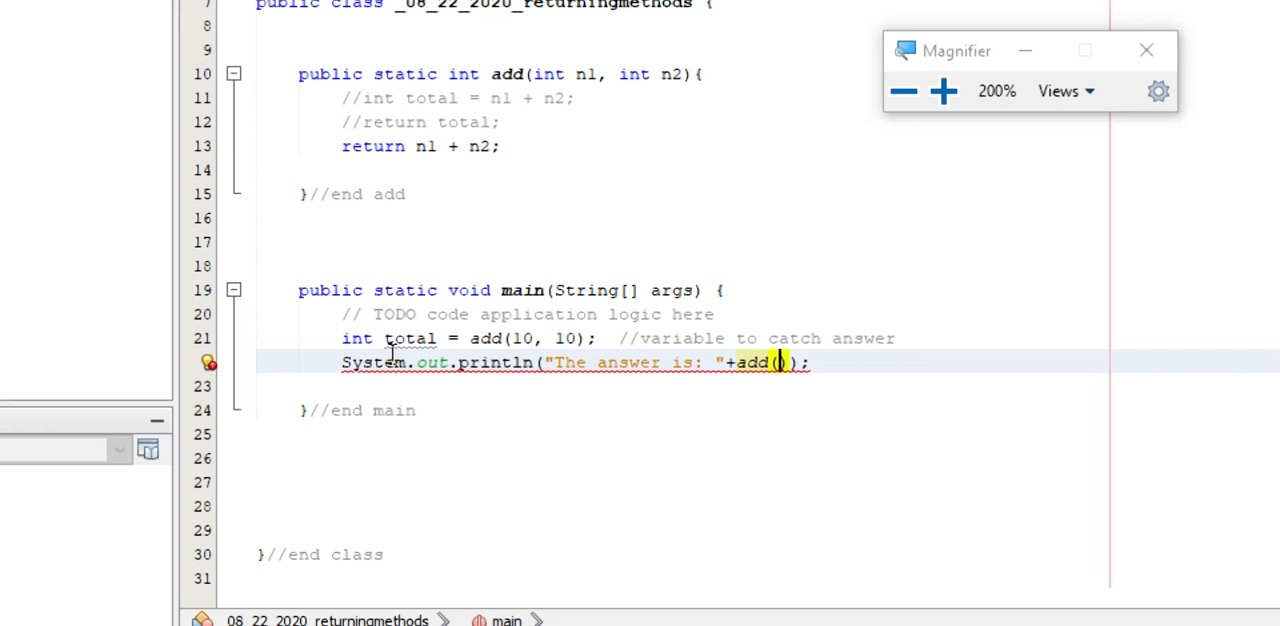 7 public class _08_22_2020_returningmethods {
8
9
10 public static int add(int n1, int n2){
11 //int total = n1 + n2;
12 //return total;
13 return n1 + n2;
14
15 }//end add
16
17
18
19 public static void main(String[] args) {
20 // TODO code application logic here
21 int total = add(10, 10);  //variable to catch answer
System.out.println("The answer is: "+add());
23
24 }//end main
25
26
27
28
29
30 }//end class
31
Magnifier
200% Views
_08_22_2020_returningmethods main